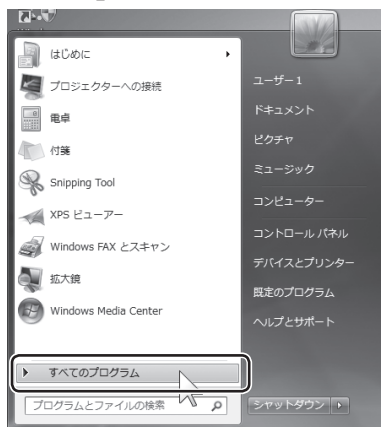 はじめに
プロジェクターへの接続
電卓
付箋
Snipping Tool
XPS ビューアー
Windows FAX とスキャン
拡大鏡
Windows Media Center
すべてのプログラム
プログラムとファイルの検索
ユーザー1
ドキュメント
ピクチャ
ミュージック
コンピューター
コントロール パネル
デバイスとプリンター
既定のプログラム
ヘルプとサポート
シャットダウン